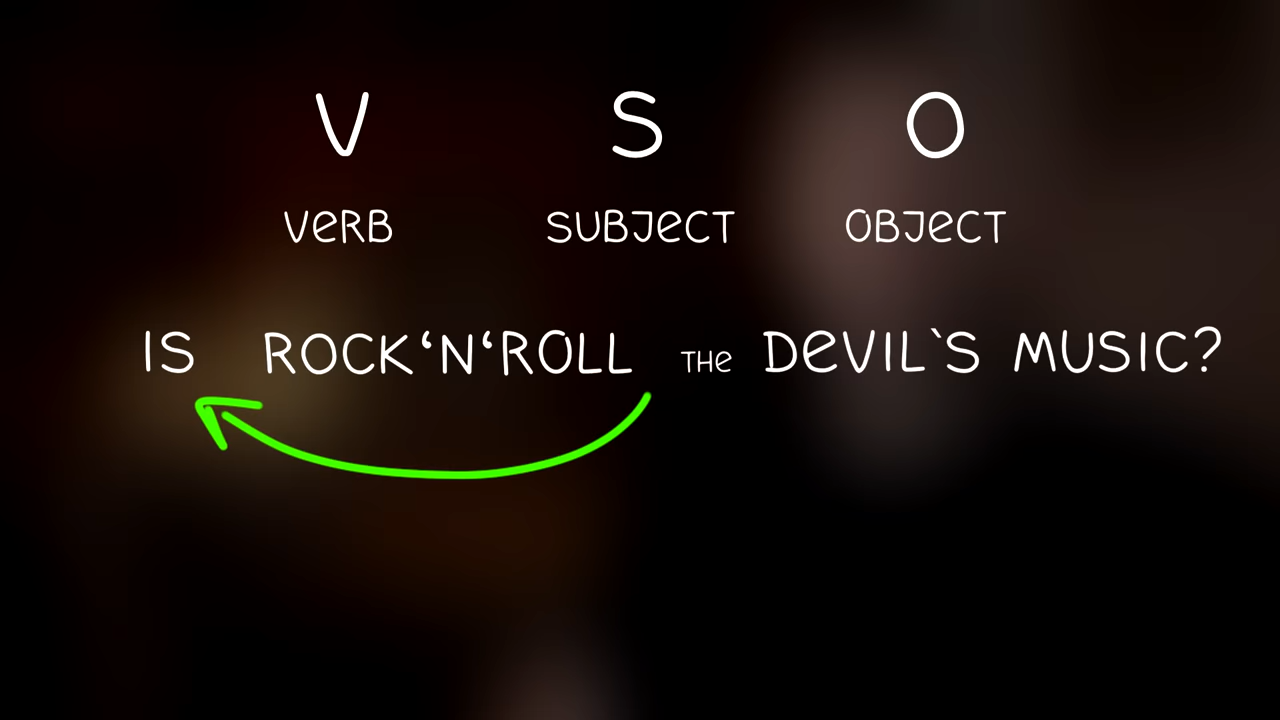 V S O
VERB SUBJECT OBJECT
IS ROCK‘N‘ROLL THE DEVIL`S MUSIC?